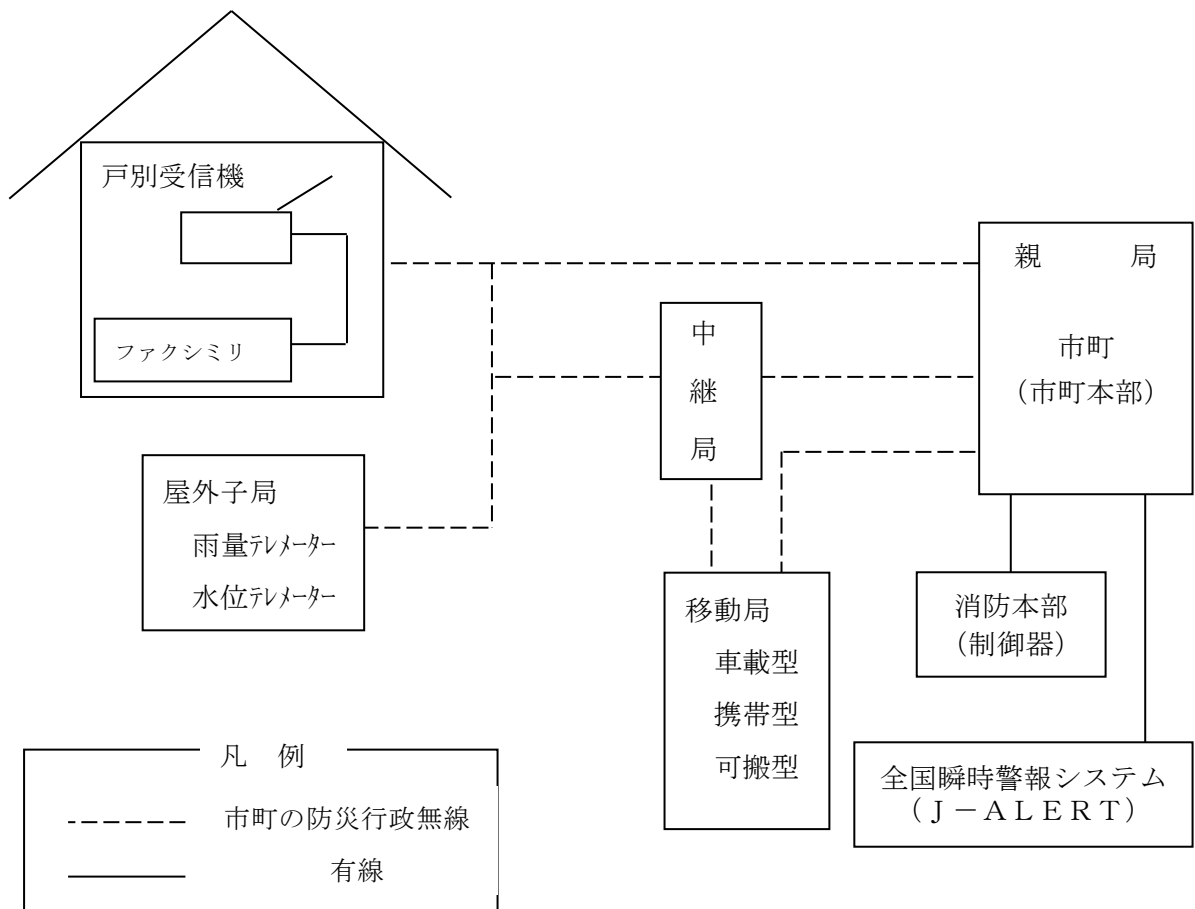 戸別受信機
ファクシミリ
親　　　局
市町
（市町本部）
中
継
局
屋外子局
雨量ﾃﾚﾒｰﾀｰ
水位ﾃﾚﾒｰﾀｰ
移動局
車載型
携帯型
可搬型
消防本部
（制御器）
全国瞬時警報システム
（Ｊ－ＡＬＥＲＴ）
凡　例
市町の防災行政無線
有線